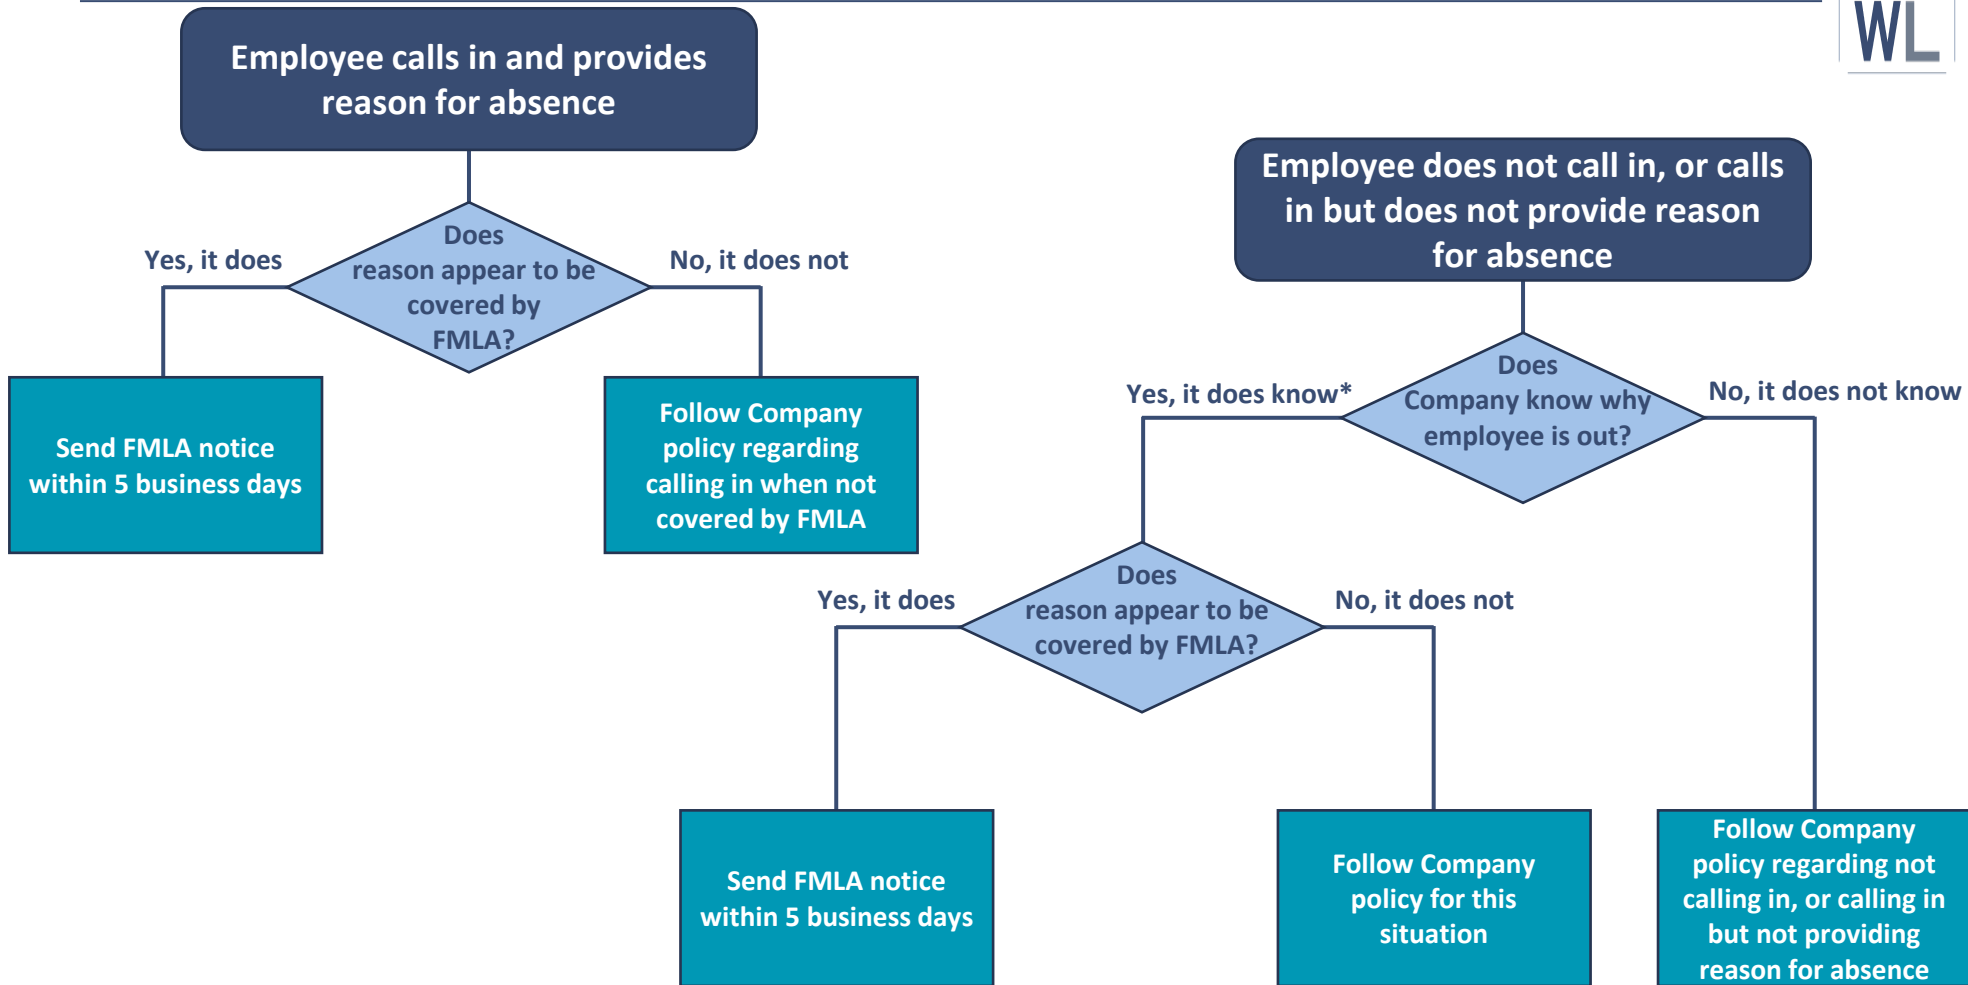 WL
Employee calls in and provides
reason for absence
Does
reason appear to be
covered by
FMLA?
Yes, it does
No, it does not
Send FMLA notice
within 5 business days
Follow Company
policy regarding
calling in when not
covered by FMLA
Employee does not call in, or calls
in but does not provide reason
for absence
Does
Company know why
employee is out?
Yes, it does know*
No, it does not know
Does
reason appear to be
covered by FMLA?
Yes, it does
No, it does not
Send FMLA notice
within 5 business days
Follow Company
policy for this
situation
Follow Company
policy regarding not
calling in, or calling in
but not providing
reason for absence